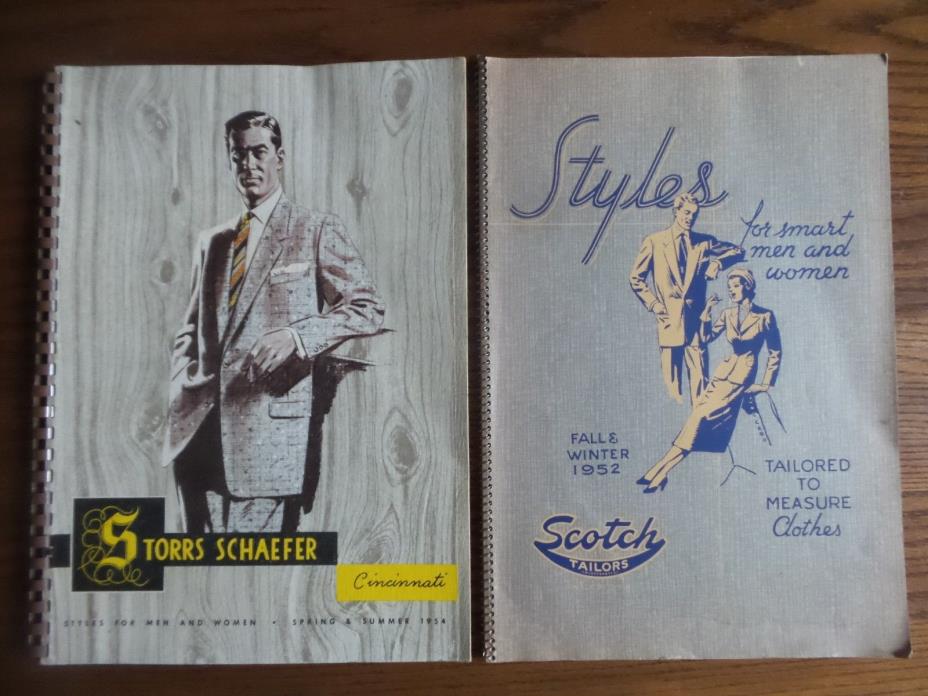 STORRS SCHAEFER
Cincinnati
STYLES FOR MEN AND WOMEN • SPRING & SUMMER 1954
Styles
for smart
men and
women
FALL &
WINTER
1952
TAILORED
TO
MEASURE
Clothes
Scotch
TAILORS